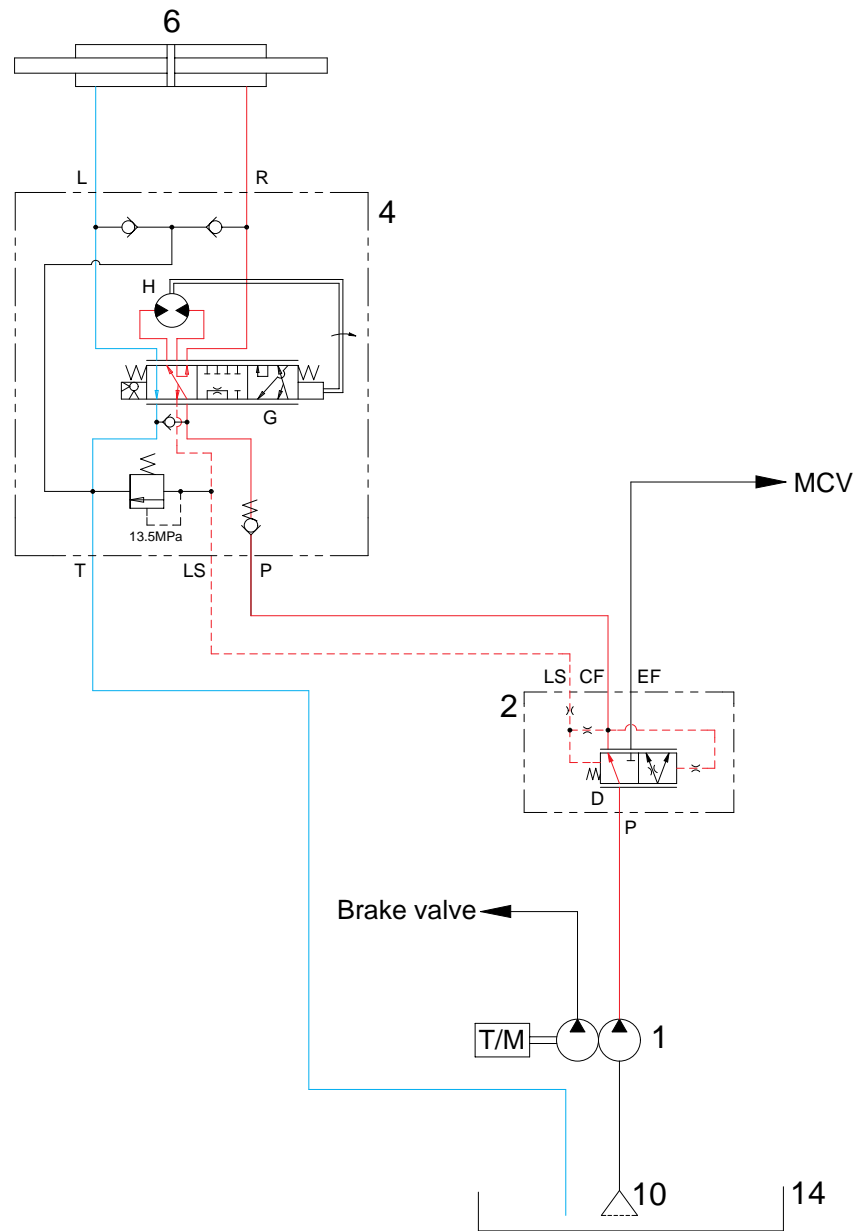 6
L R
4
H
G
13.5MPa
T LS P
MCV
LS CF EF
2
D
P
Brake valve
T/M
1
10
14